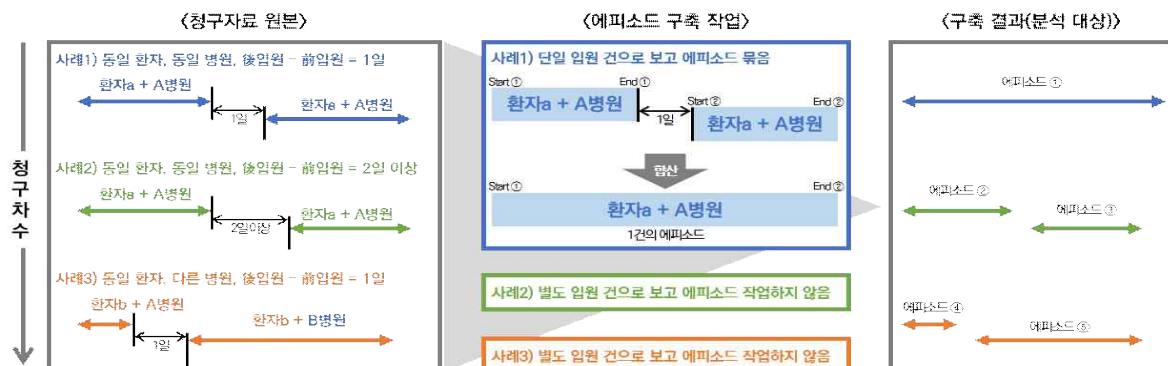 〈청구자료 원본〉
청구차수
사례1) 동일 환자, 동일 병원, 後입원 - 前입원 = 1일
환자a + A병원
1일
환자a + A병원
사례2) 동일 환자, 동일 병원, 後입원 - 前입원 = 2일 이상
환자a + A병원
2일이상
환자a + A병원
사례3) 동일 환자, 다른 병원, 後입원 - 前입원 = 1일
환자b + A병원
1일
환자b + B병원
〈에피소드 구축 작업〉
사례1) 단일 입원 건으로 보고 에피소드 묶음
Start ① End ①
환자a + A병원
1일
Start ② End ②
환자a + A병원
합산
Start ① End ②
환자a + A병원
1건의 에피소드
사례2) 별도 입원 건으로 보고 에피소드 작업하지 않음
사례3) 별도 입원 건으로 보고 에피소드 작업하지 않음
〈구축 결과(분석 대상)〉
에피소드 ①
에피소드 ②
에피소드 ③
에피소드 ④
에피소드 ⑤